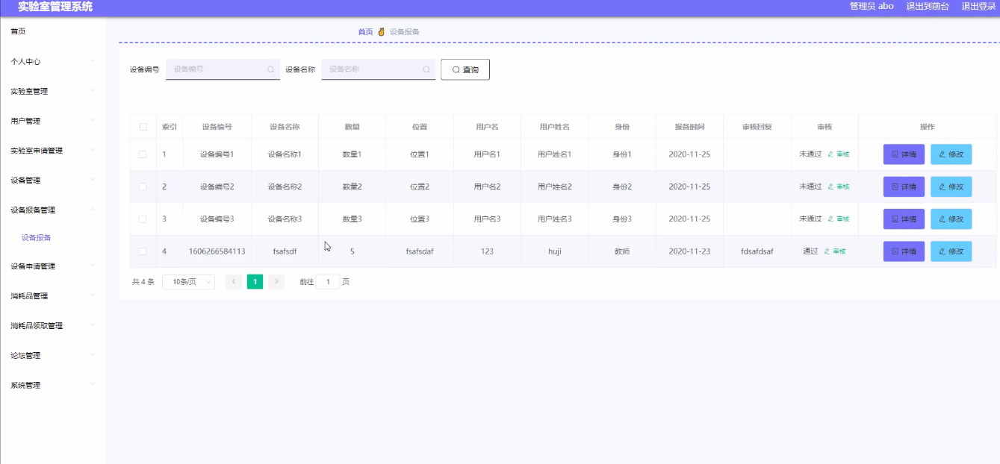 实验室管理系统
管理员 abo 退出到前台 退出登录
首页
个人中心
实验室管理
用户管理
实验室申请管理
设备管理
设备报备管理
设备报备
设备申请管理
消耗品管理
消耗品领取管理
论坛管理
系统管理
首页 设备报备
设备编号 设备编号 设备名称 设备名称 查询
索引 设备编号 设备名称 数量 位置 用户名 用户姓名 身份 报备时间 审核回复 审核 操作
1 设备编号1 设备名称1 数量1 位置1 用户名1 用户姓名1 身份1 2020-11-25 未通过 审核 详情 修改
2 设备编号2 设备名称2 数量2 位置2 用户名2 用户姓名2 身份2 2020-11-25 未通过 审核 详情 修改
3 设备编号3 设备名称3 数量3 位置3 用户名3 用户姓名3 身份3 2020-11-25 未通过 审核 详情 修改
4 1606266584113 fsafsdf 5 fsafsdaf 123 huji 教师 2020-11-23 fdsafdsaf 通过 审核 详情 修改
共 4 条 10条/页 1 前往 1 页